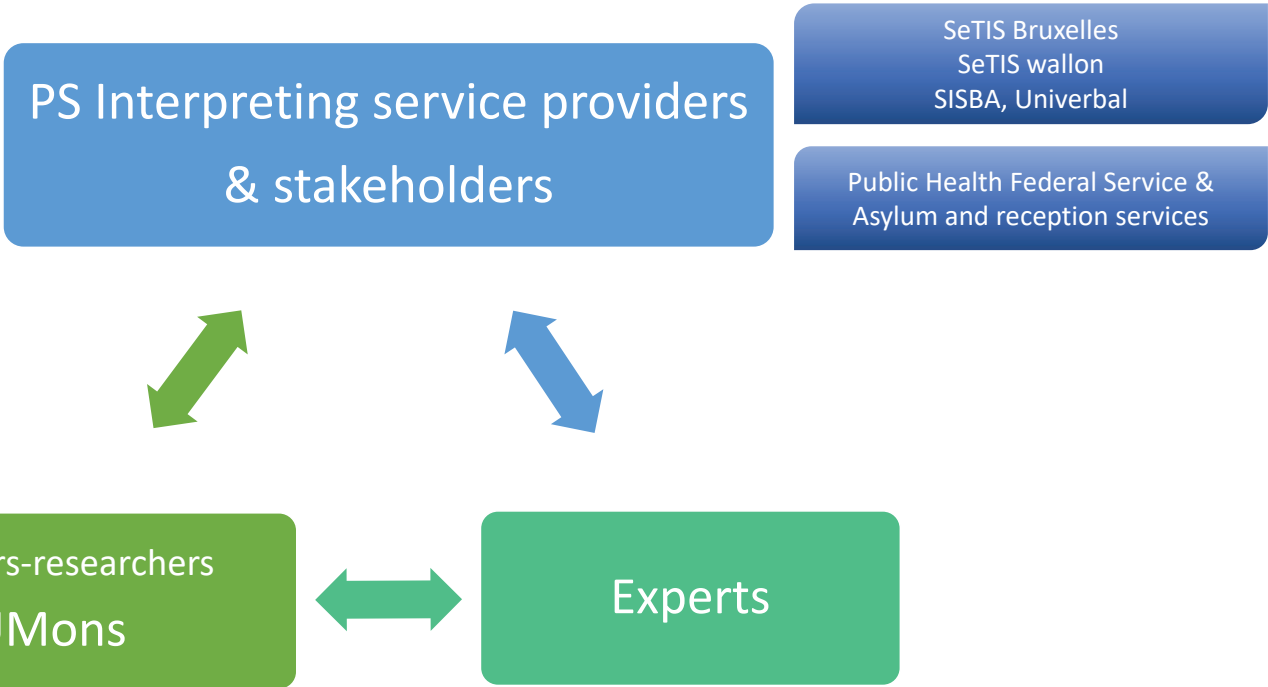 SeTIS Bruxelles
SeTIS wallon
SISBA, Univerbal
PS Interpreting service providers
& stakeholders
Public Health Federal Service &
Asylum and reception services
rs-researchers
Mons
Experts